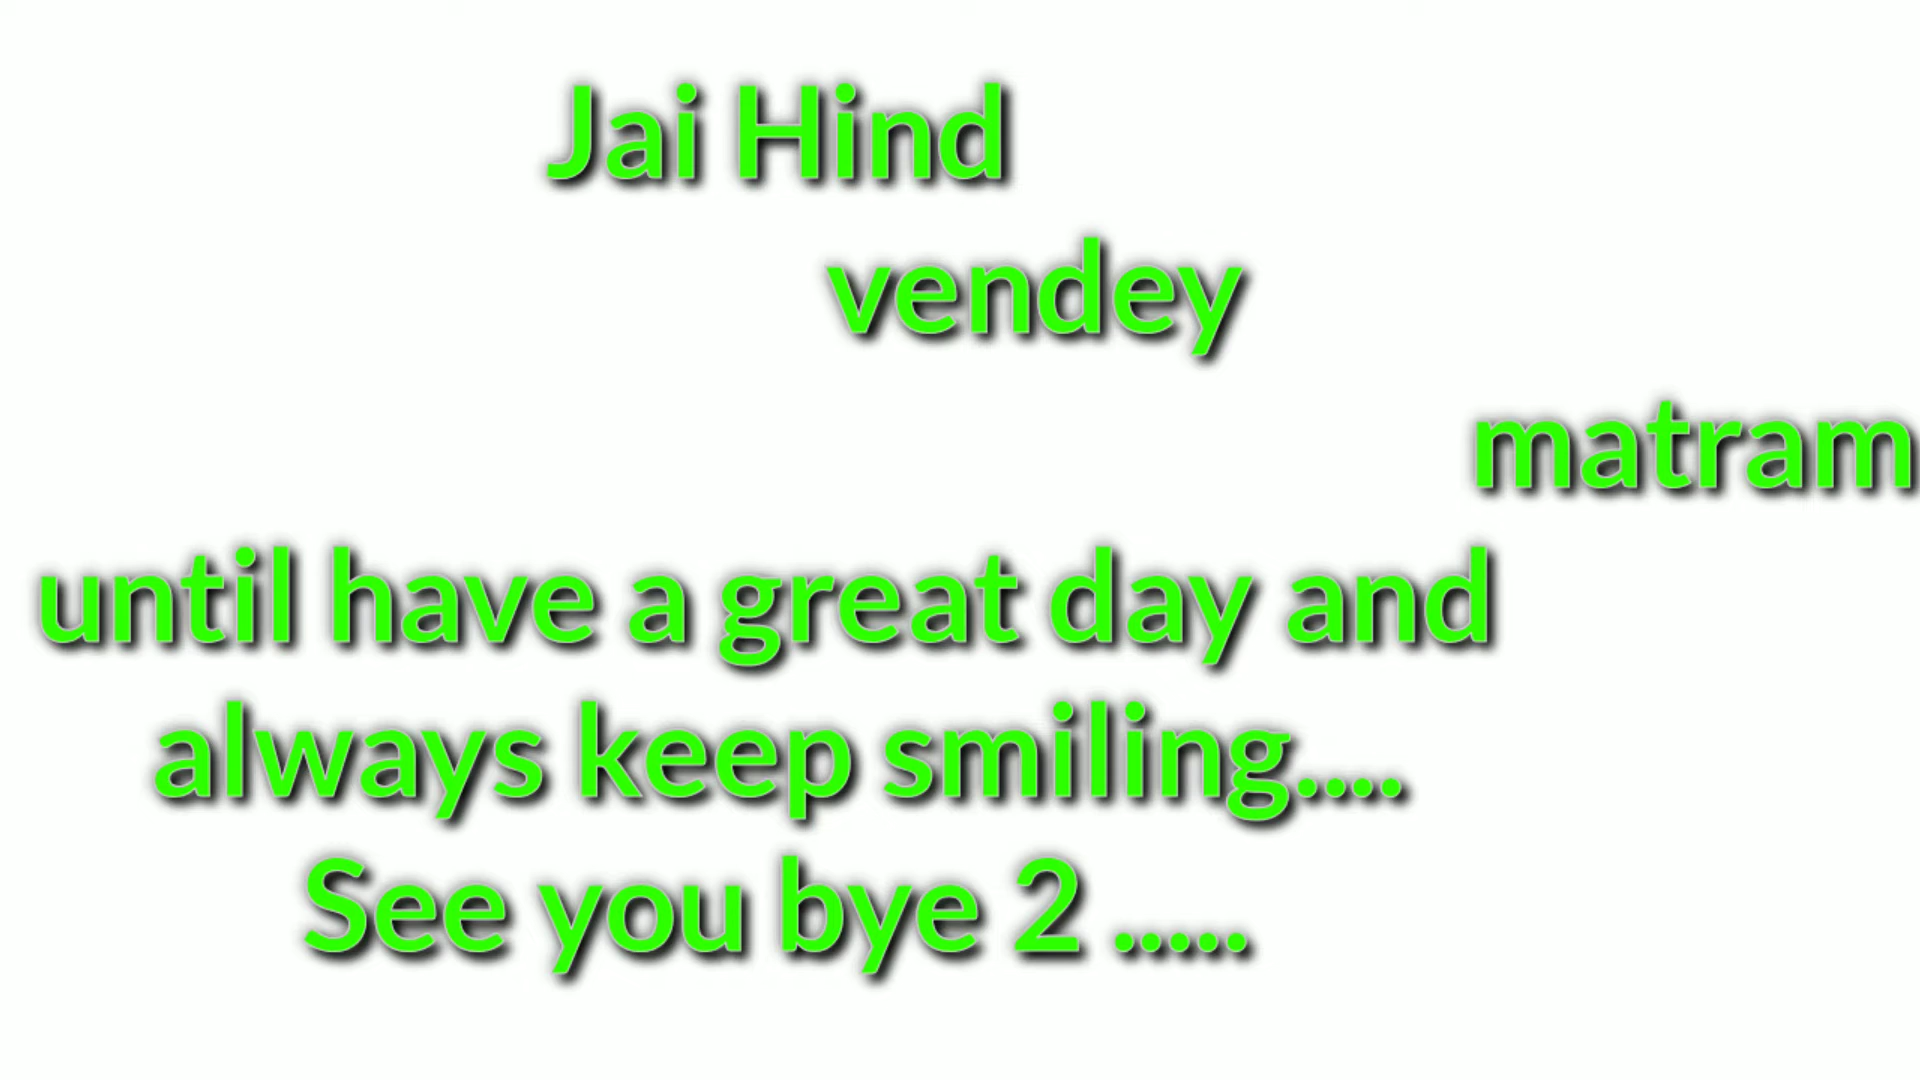 Jai Hind
vendey
matram
until have a great day and
always keep smiling....
See you bye 2 .....